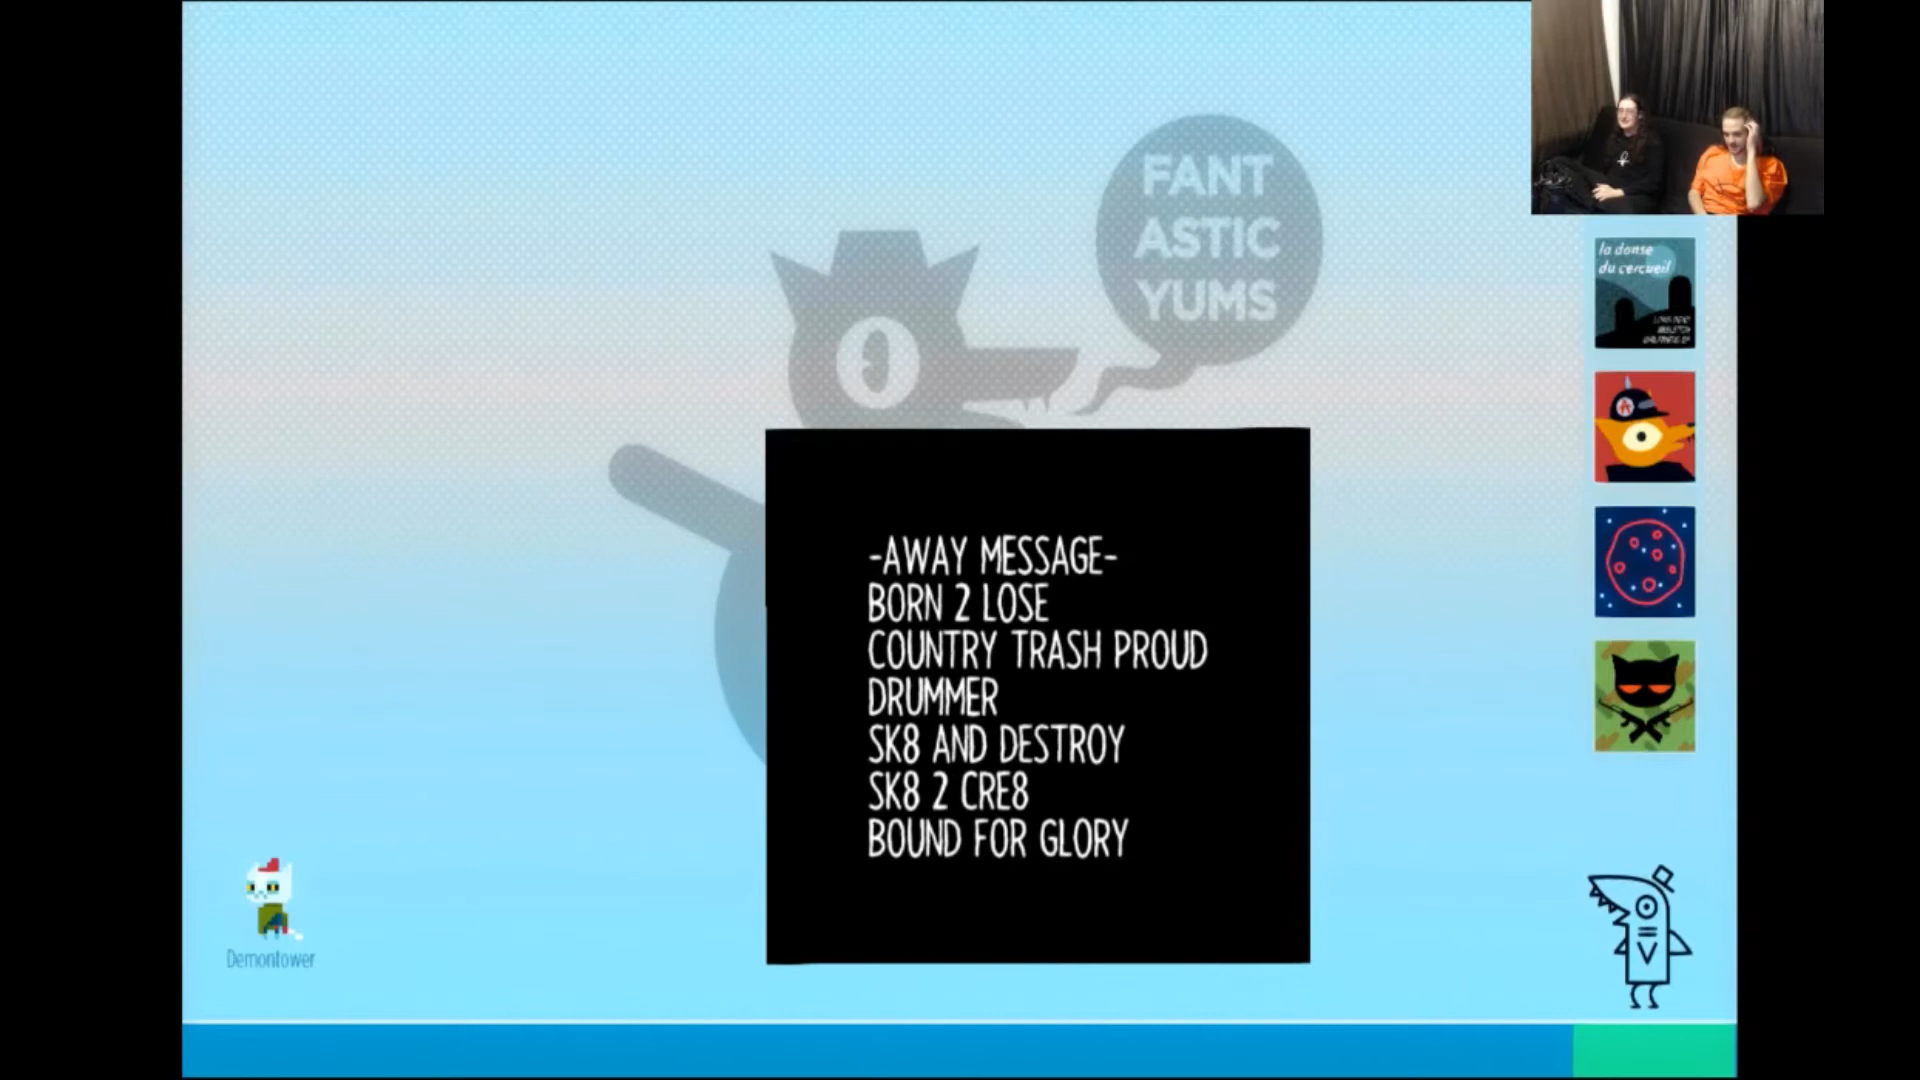 FANT
ASTIC
YUMS
la danse
du cercueil
-AWAY MESSAGE-
BORN 2 LOSE
COUNTRY TRASH PROUD
DRUMMER
SK8 AND DESTROY
SK8 2 CRE8
BOUND FOR GLORY
Demontower